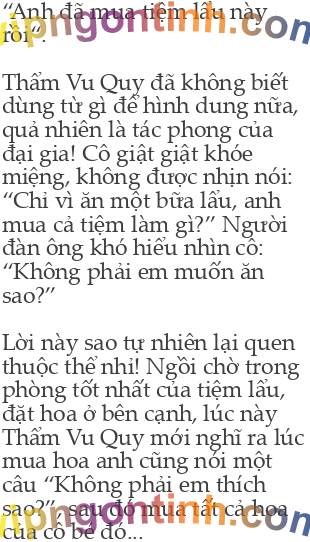 “Anh đã mua tiệm lẩu này
rồi“.
Thẩm Vu Quy đã không biết
dùng từ gì để hình dung nữa,
quả nhiên là tác phong của
đại gia! Cô giật giật khóe
miệng, không được nhịn nói:
“Chỉ vì ăn một bữa lẩu, anh
mua cả tiệm làm gì?” Người
đàn ông khó hiểu nhìn cô:
“Không phải em muốn ăn
sao?”
Lời này sao tự nhiên lại quen
thuộc thể nhỉ! Ngồi chờ trong
phòng tốt nhất của tiệm lẩu,
đặt hoa ở bên cạnh, lúc này
Thẩm Vu Quy mới nghĩ ra lúc
mua hoa anh cũng nói một
câu “Không phải em thích
sao?”, sau đó mua tất cả hoa
của cô bé đó...
vpngontinh.com
vpngontinh.com